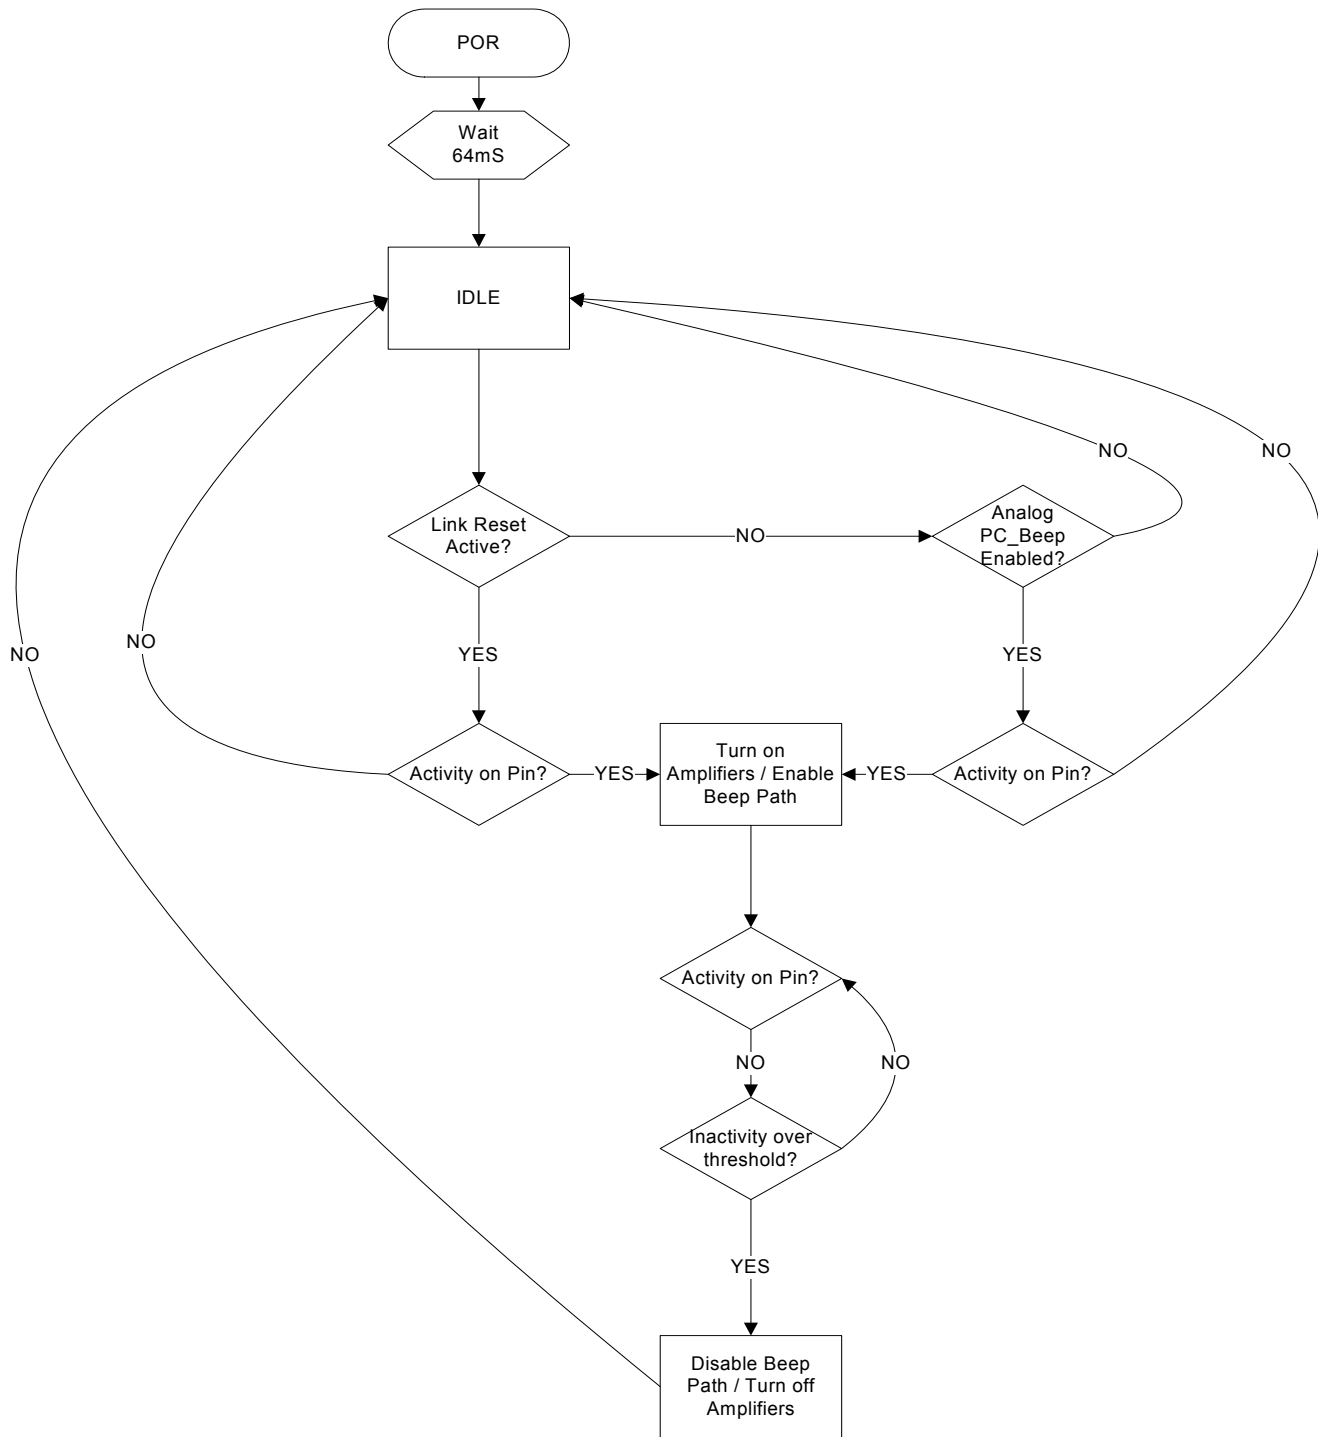 POR
Wait
64mS
IDLE
NO
NO
Link Reset
Active?
NO
Analog
PC_Beep
Enabled?
NO
YES
YES
NO
Activity on Pin?
YES
Turn on
Amplifiers / Enable
Beep Path
YES
Activity on Pin?
Activity on Pin?
NO
NO
Inactivity over
threshold?
YES
Disable Beep
Path / Turn off
Amplifiers